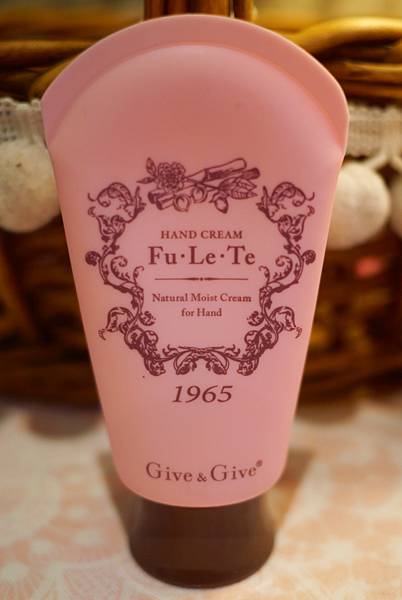 HAND CREAM
Fu·Le·Te
Natural Moist Cream
for Hand
1965
Give & Give®